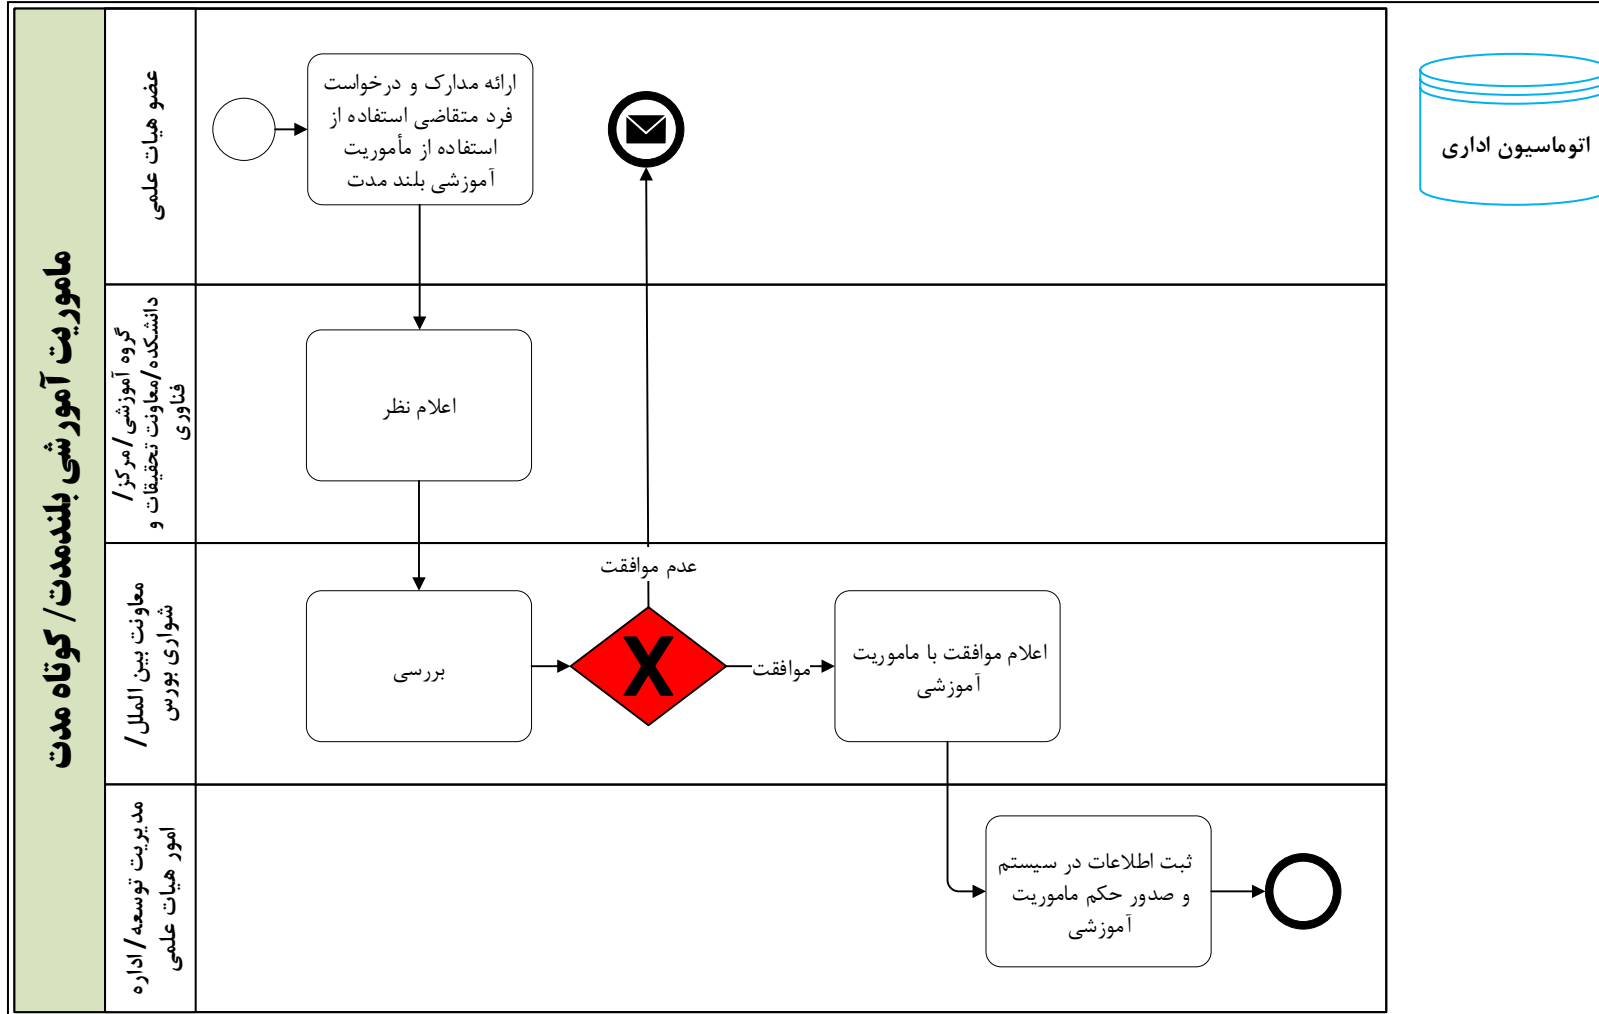 ماموریت آمورشی بلندمدت/ کوتاه مدت
عضو هیات علمی
ارائه مدارک و درخواست
فرد متقاضی استفاده از
استفاده از مأموریت
آموزشی بلند مدت
اتوماسیون اداری
گروه آموزشی/مرکز/
دانشکده/معاونت تحقیقات و
فناوری
اعلام نظر
معاونت بین الملل/
شواری بورس
بررسی
عدم موافقت
موافقت
X
اعلام موافقت با ماموریت
آموزشی
مدیریت توسعه/اداره
امور هیات علمی
ثبت اطلاعات در سیستم
و صدور حکم ماموریت
آموزشی